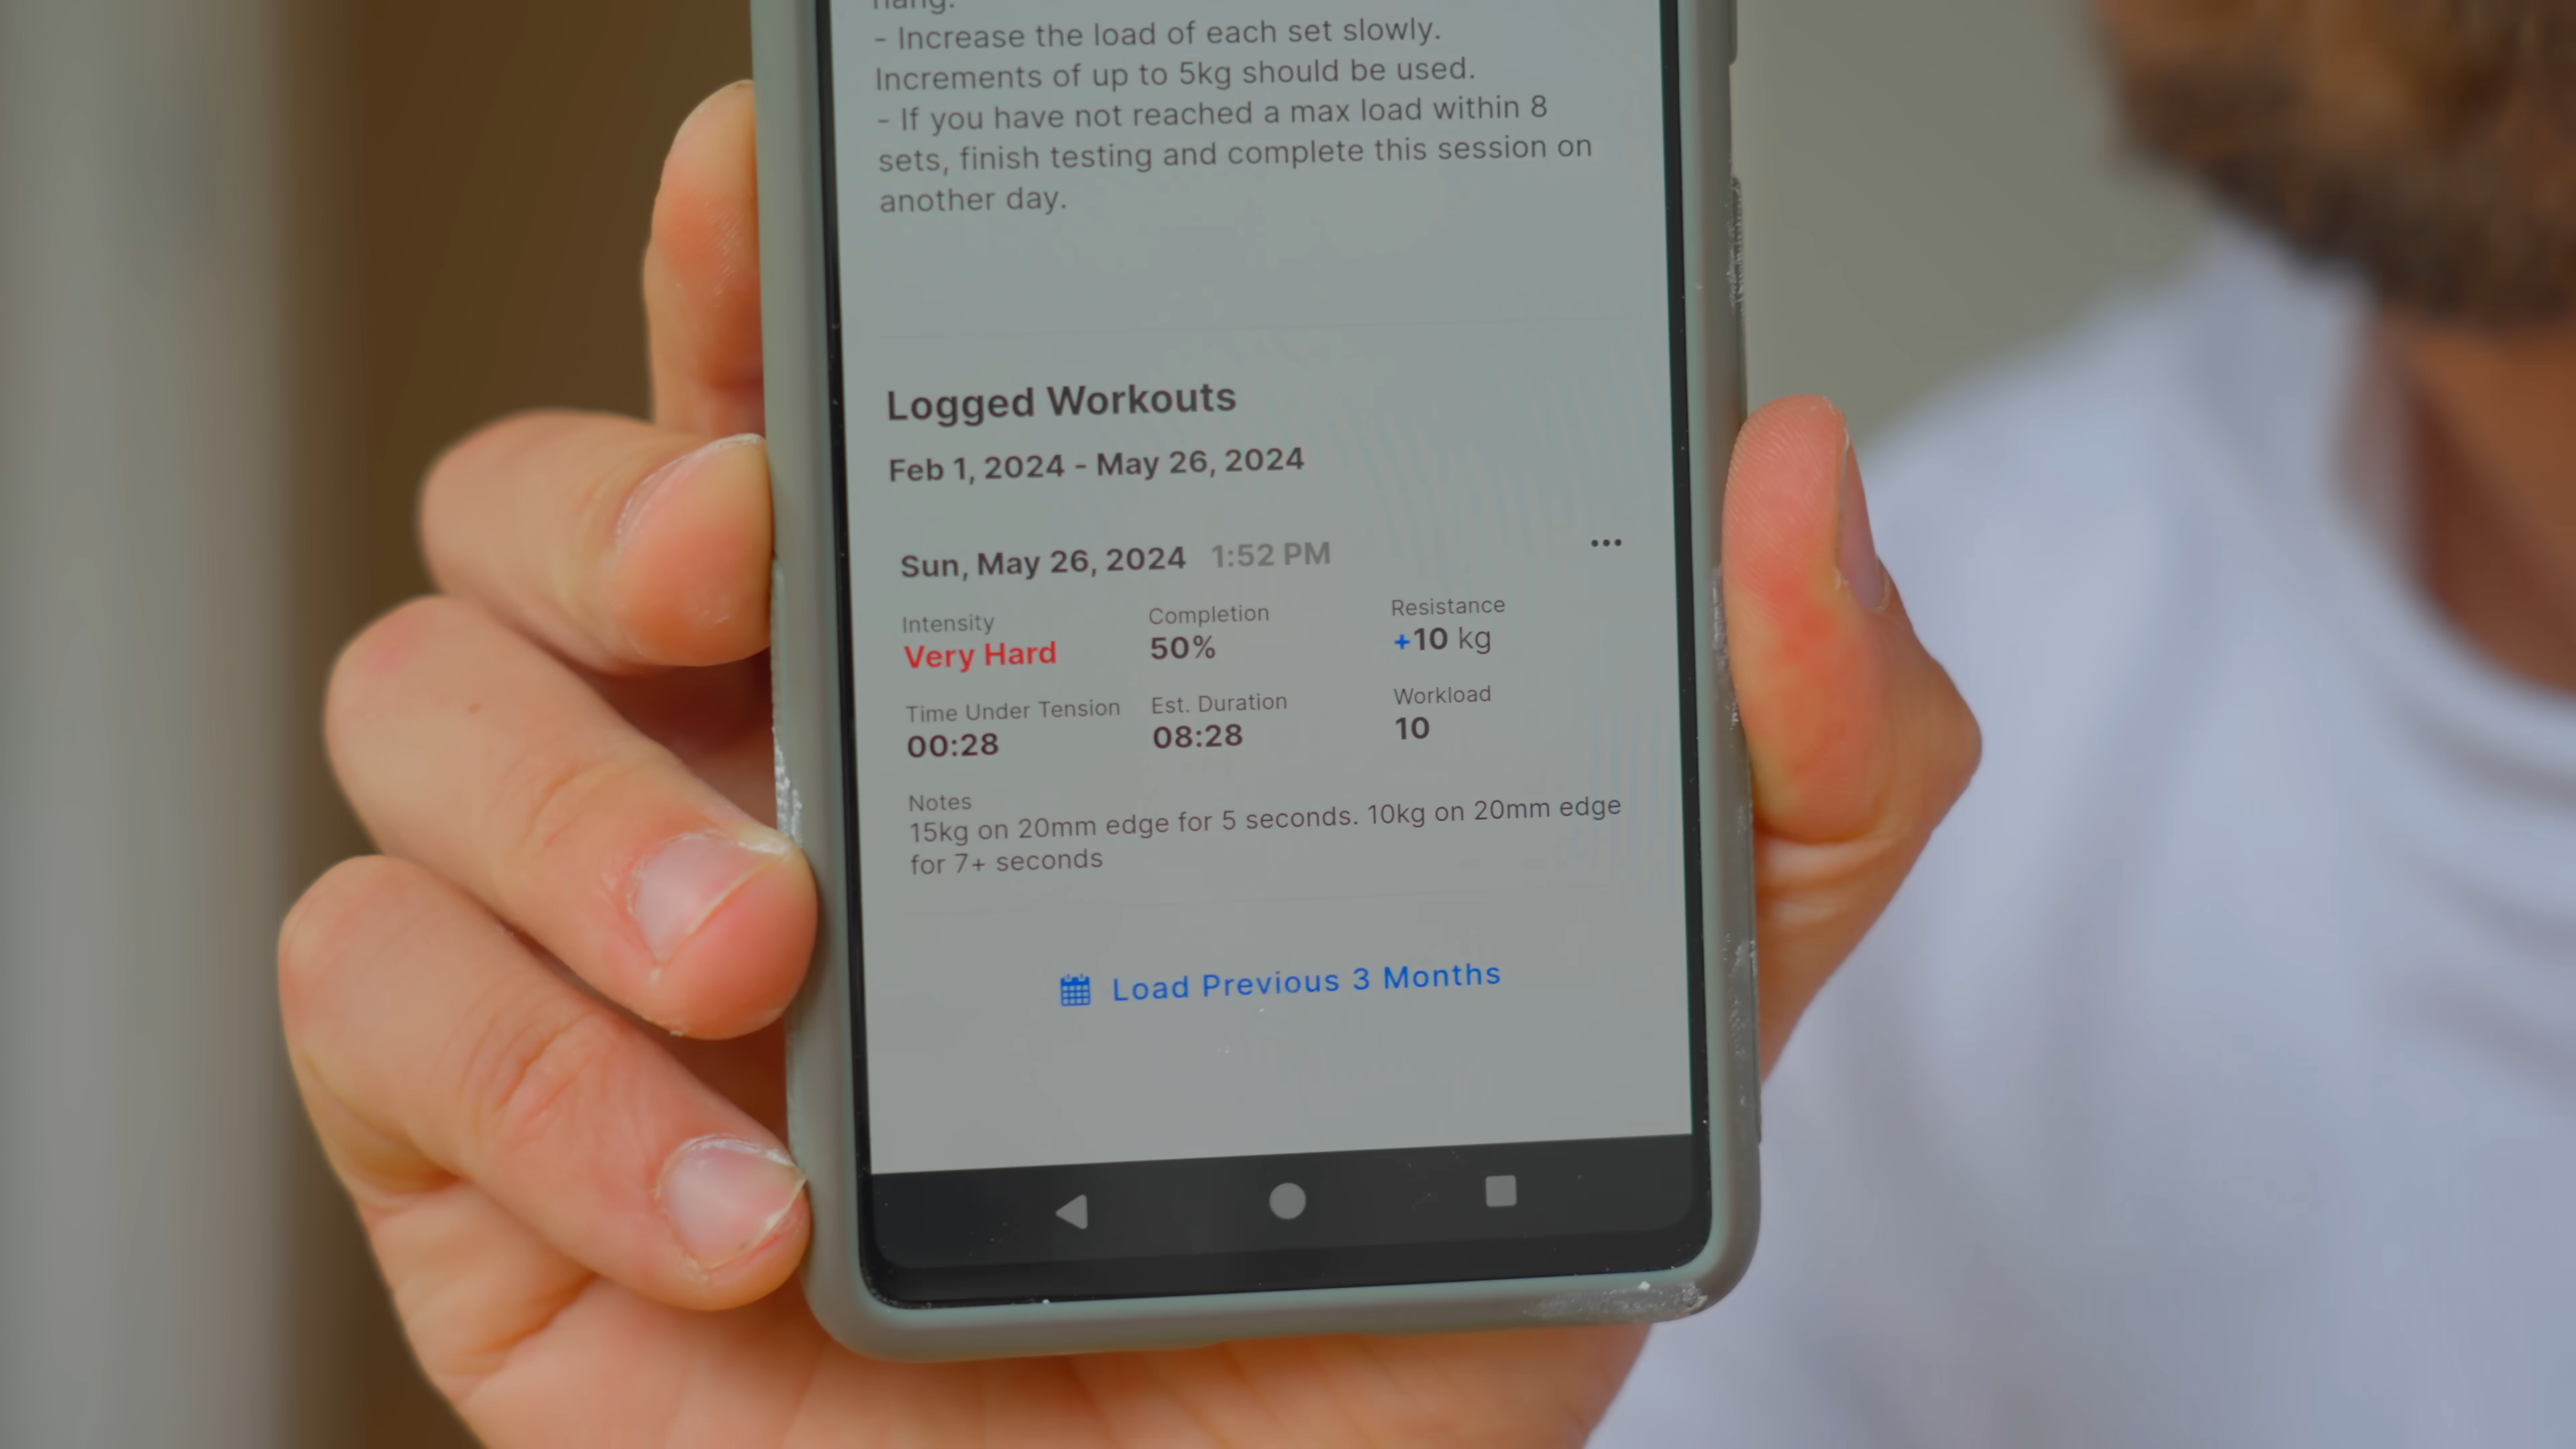 hang.
- Increase the load of each set slowly.
Increments of up to 5kg should be used.
- If you have not reached a max load within 8
sets, finish testing and complete this session on
another day.
Logged Workouts
Feb 1, 2024 - May 26, 2024
Sun, May 26, 2024 1:52 PM
Intensity Completion Resistance
Very Hard 50% +10 kg
Time Under Tension Est. Duration Workload
00:28 08:28 10
Notes
15kg on 20mm edge for 5 seconds. 10kg on 20mm edge
for 7+ seconds
Load Previous 3 Months